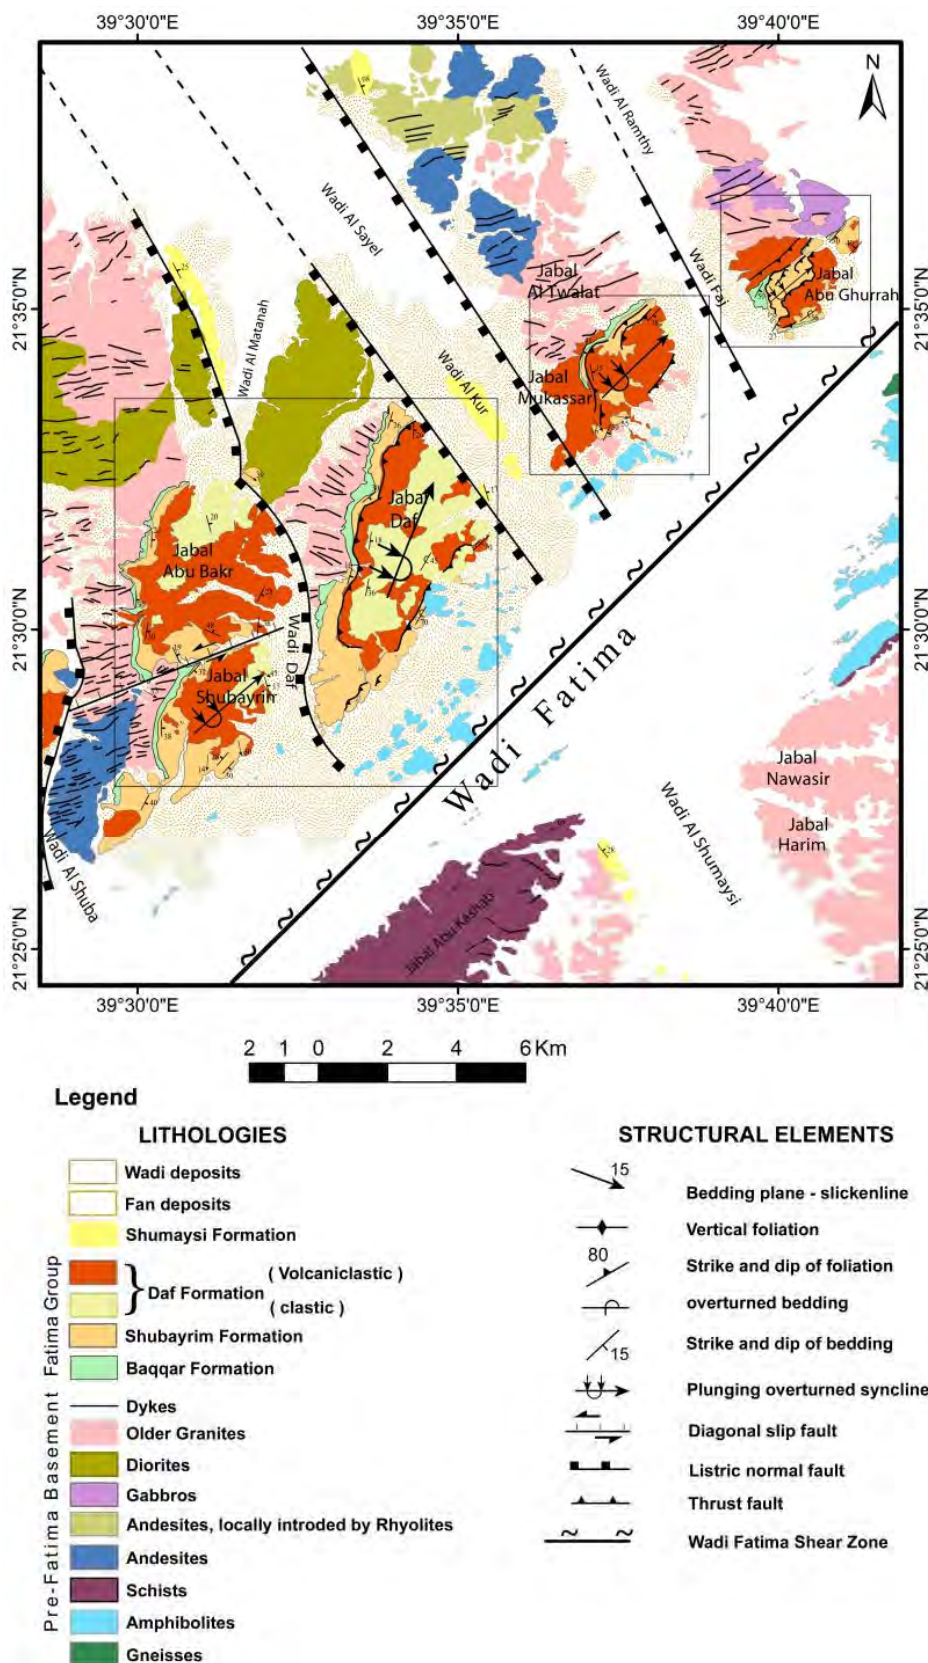 39°30'0"E 39°35'0"E 39°40'0"E
N
Wadi Al Ramthy
Wadi Al Sayel
Wadi Faj
Jabal
Al Twalat
Jabal
Abu Ghurrah
21°35'0"N 21°35'0"N
Wadi Al Matanah
Wadi Al Kur
Jabal
Mukassar
Jabal
Daf
Jabal
Abu Bakr
21°30'0"N 21°30'0"N
Wadi Daf
Jabal
Shubayrim
Wadi Fatima
Jabal
Nawasir
Jabal
Harim
Wadi Al Shumaysi
Wadi Al Shuba
Jabal Abu Kashab
21°25'0"N 21°25'0"N
39°30'0"E 39°35'0"E 39°40'0"E
2 1 0 2 4 6 Km
Legend
LITHOLOGIES
Wadi deposits
Fan deposits
Shumaysi Formation
Fatima Group
( Volcaniclastic )
Daf Formation
( clastic )
Shubayrim Formation
Baqqar Formation
Pre-Fatima Basement
Dykes
Older Granites
Diorites
Gabbros
Andesites, locally introded by Rhyolites
Andesites
Schists
Amphibolites
Gneisses
STRUCTURAL ELEMENTS
15
Bedding plane - slickenline
Vertical foliation
80
Strike and dip of foliation
overturned bedding
Strike and dip of bedding
15
Plunging overturned syncline
Diagonal slip fault
Listric normal fault
Thrust fault
Wadi Fatima Shear Zone